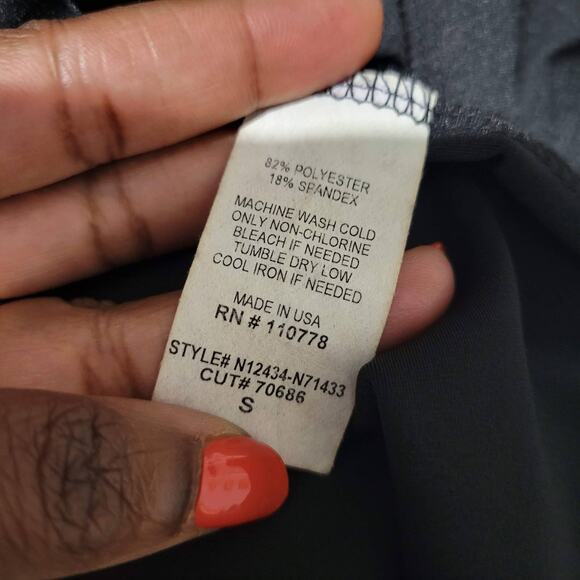 82% POLYESTER
18% SPANDEX
MACHINE WASH COLD
ONLY NON-CHLORINE
BLEACH IF NEEDED
TUMBLE DRY LOW
COOL IRON IF NEEDED
MADE IN USA
RN # 110778
STYLE# N12434-N71433
CUT# 70686
S